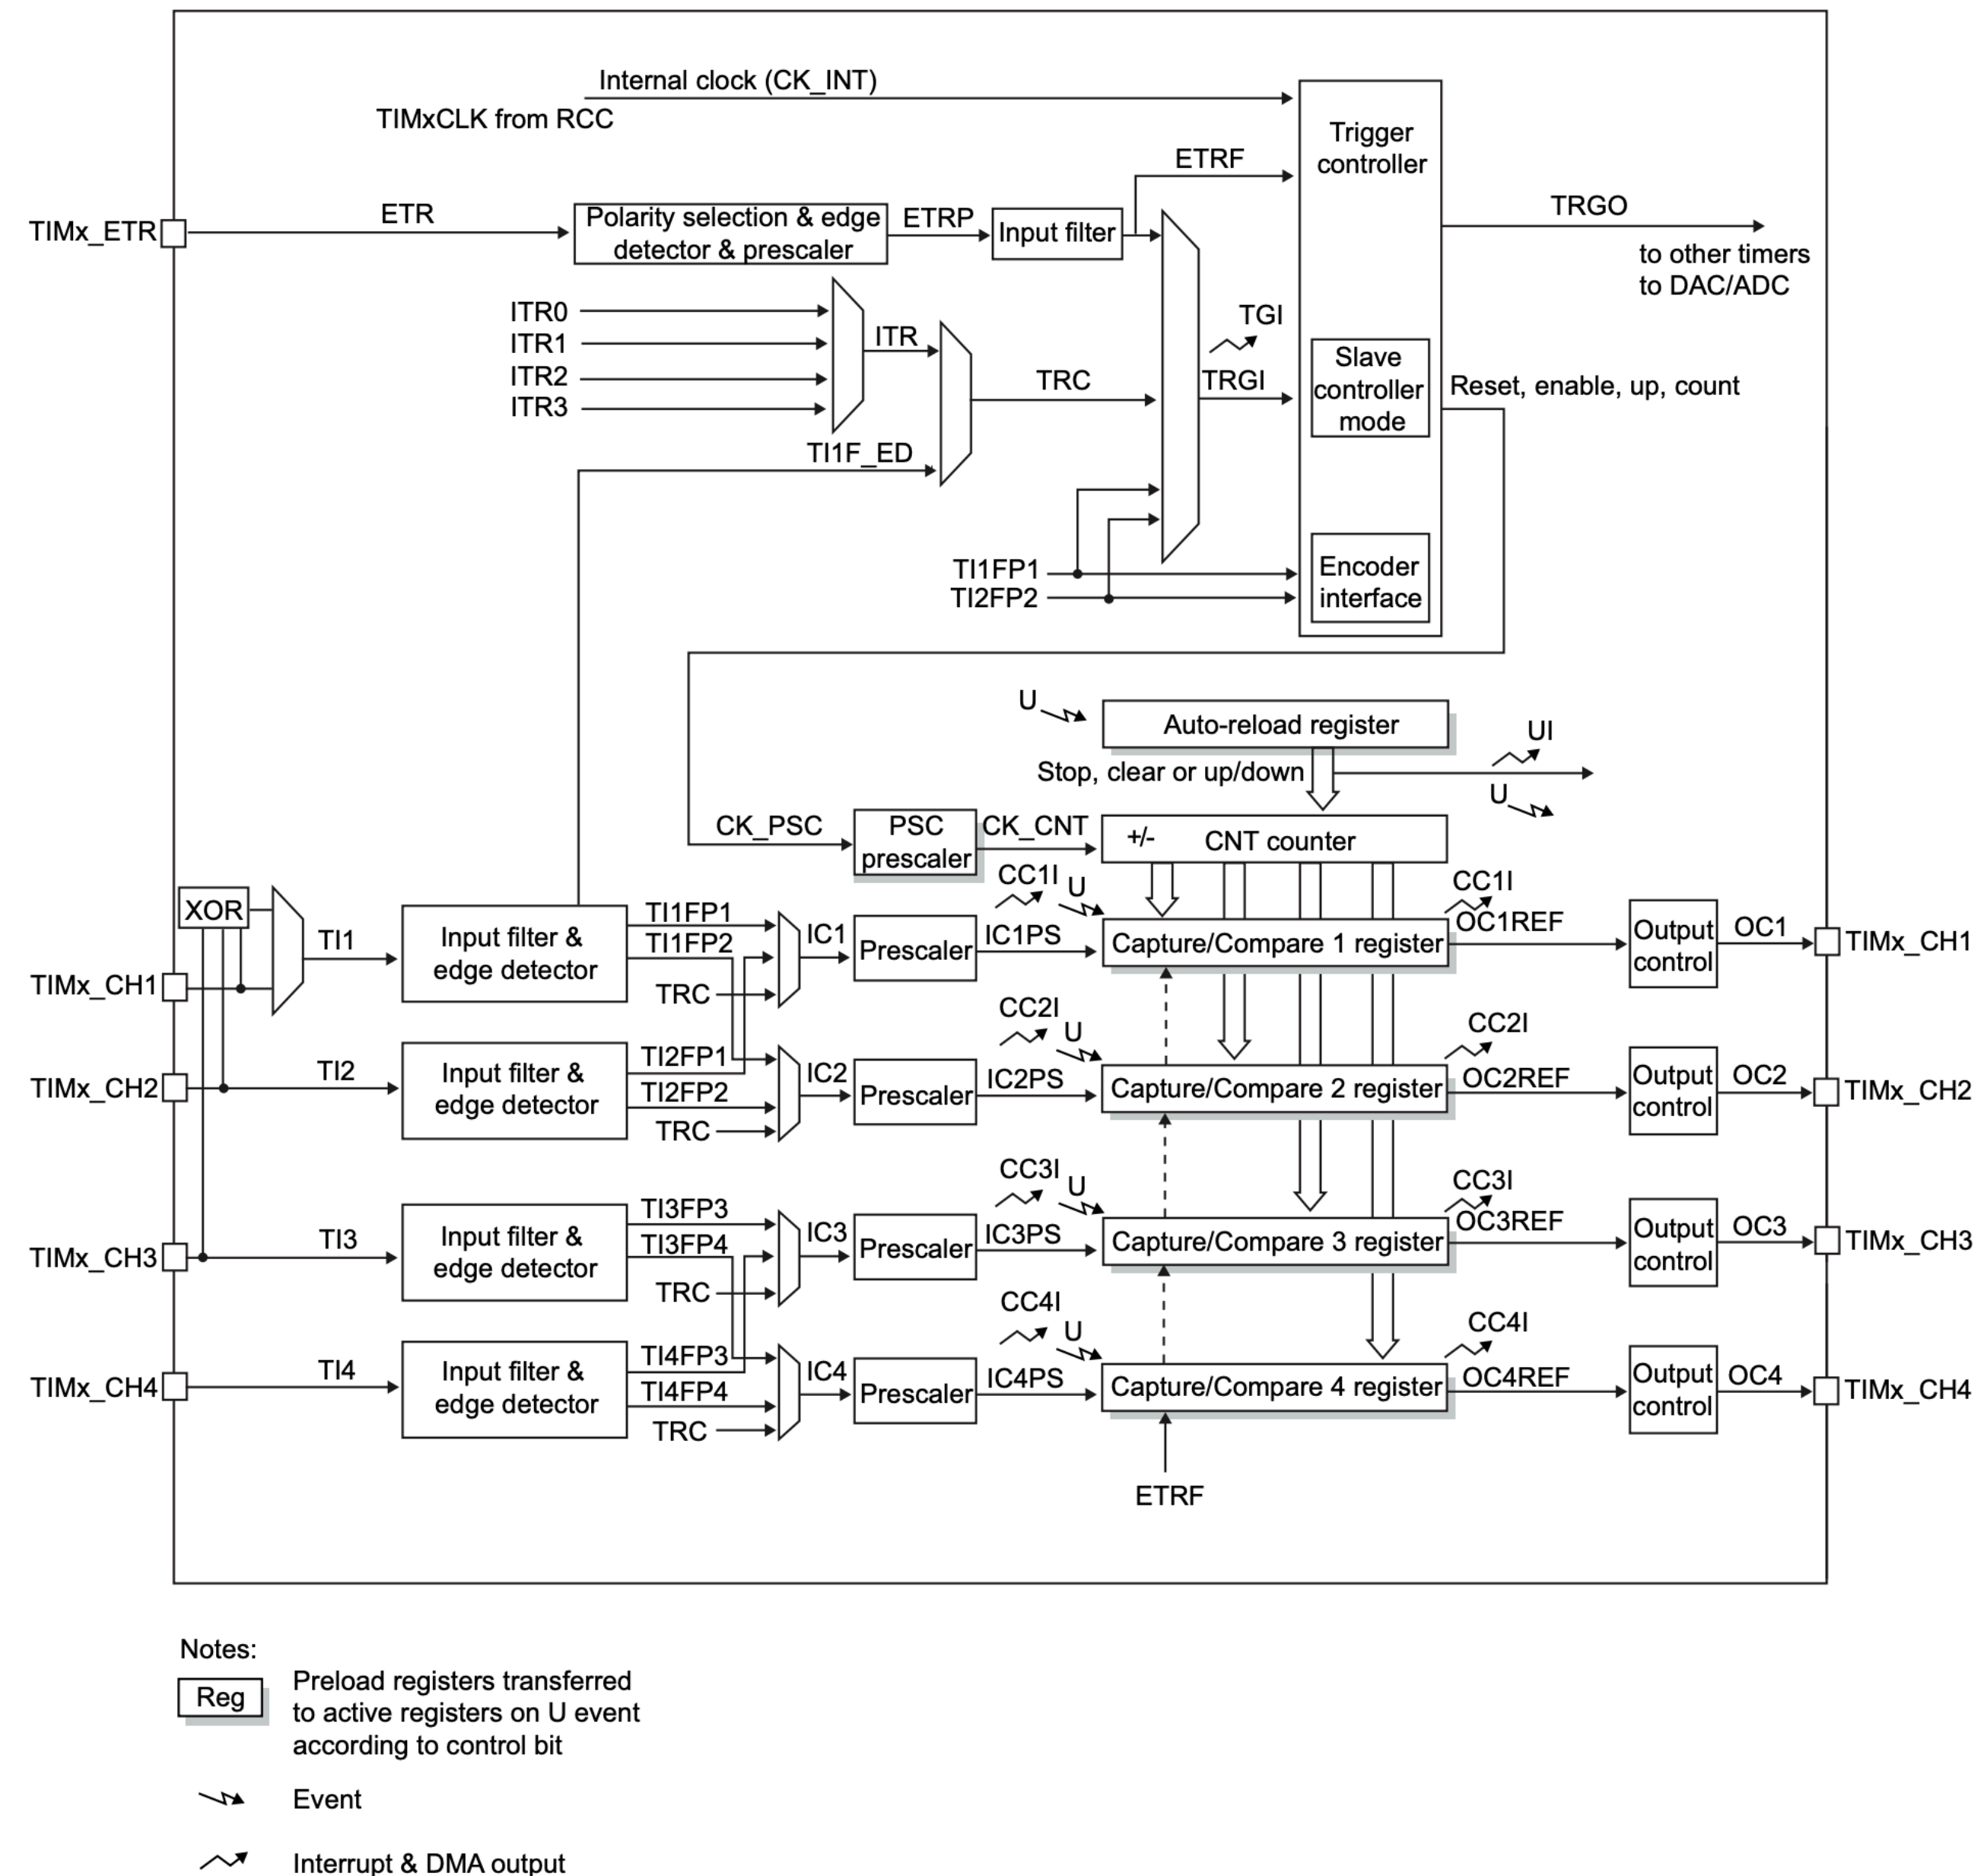 Internal clock (CK_INT)
TIMxCLK from RCC
Trigger
controller
ETRF
TIMx_ETR
ETR
Polarity selection & edge
detector & prescaler
ETRP
Input filter
TRGO
to other timers
to DAC/ADC
ITR0
ITR1
ITR2
ITR3
ITR
TRC
TI1F_ED
TGI
TRGI
Slave
controller
mode
Reset, enable, up, count
TI1FP1
TI2FP2
Encoder
interface
U
Auto-reload register
Stop, clear or up/down
UI
U
CK_PSC
PSC
prescaler
CK_CNT
+/-
CNT counter
XOR
TIMx_CH1
TI1
Input filter &
edge detector
TI1FP1
TI1FP2
TRC
IC1
Prescaler
IC1PS
CC1I
U
Capture/Compare 1 register
CC1I
OC1REF
Output
control
OC1
TIMx_CH1
TIMx_CH2
TI2
Input filter &
edge detector
TI2FP1
TI2FP2
TRC
IC2
Prescaler
IC2PS
CC2I
U
Capture/Compare 2 register
CC2I
OC2REF
Output
control
OC2
TIMx_CH2
TIMx_CH3
TI3
Input filter &
edge detector
TI3FP3
TI3FP4
TRC
IC3
Prescaler
IC3PS
CC3I
U
Capture/Compare 3 register
CC3I
OC3REF
Output
control
OC3
TIMx_CH3
TIMx_CH4
TI4
Input filter &
edge detector
TI4FP3
TI4FP4
TRC
IC4
Prescaler
IC4PS
CC4I
U
Capture/Compare 4 register
CC4I
OC4REF
Output
control
OC4
TIMx_CH4
ETRF
Notes:
Reg
Preload registers transferred
to active registers on U event
according to control bit
Event
Interrupt & DMA output